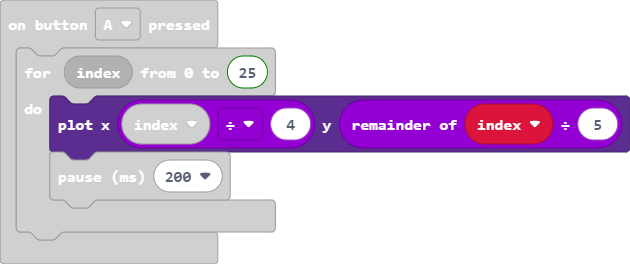 on button A pressed
for index from 0 to 25
do
plot x index ÷ 4 y remainder of index ÷ 5
pause (ms) 200